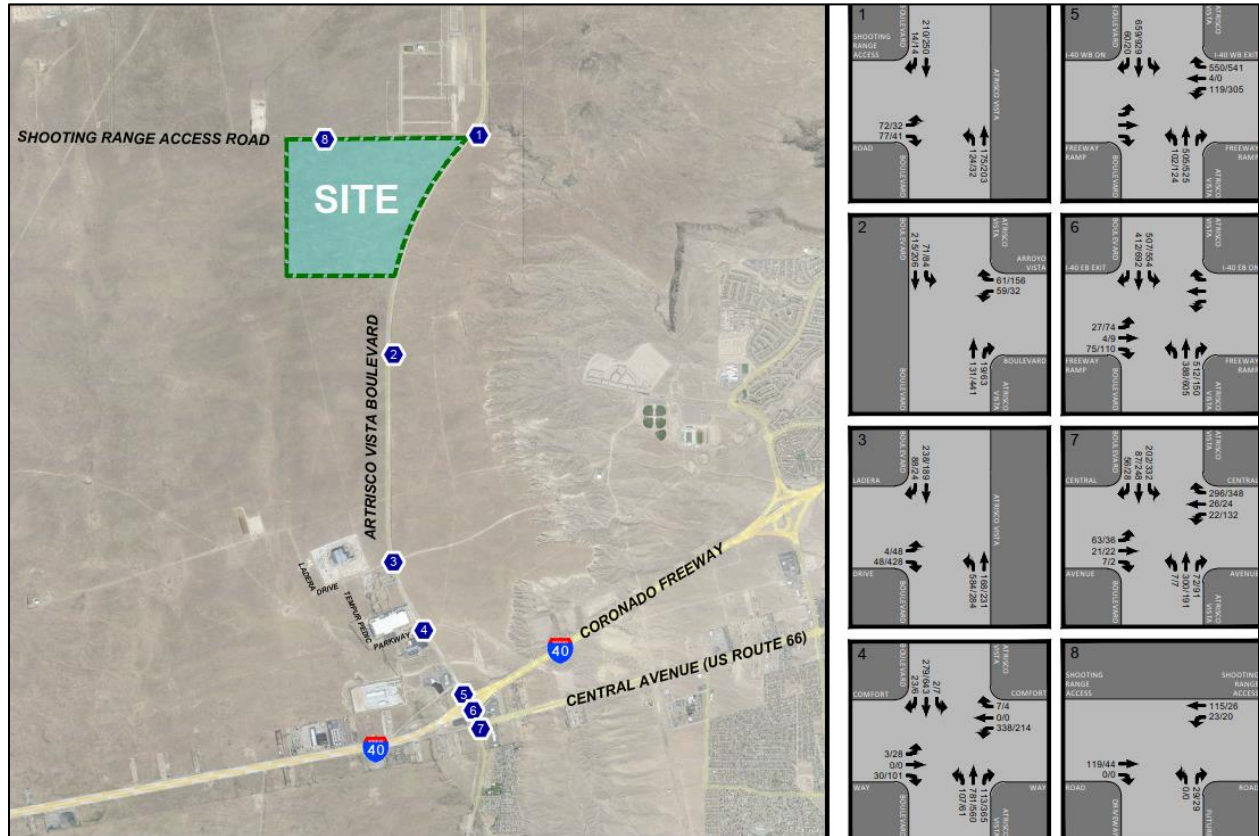 SHOOTING RANGE ACCESS ROAD
8
1
SITE
2
ARTRISCO VISTA BOULEVARD
3
LADERA
DRIVE
TEMPUR PEDIC
PARKWAY
4
5
6
7
40
CORONADO FREEWAY
40
CENTRAL AVENUE (US ROUTE 66)
1
SHOOTING
RANGE
ACCESS
BOULEVARD
14/14
210/250
ATRISCO VISTA
72/32
77/41
ROAD
BOULEVARD
124/32
175/203
2
BOULEVARD
215/206
71/84
ATRISCO
VISTA
ARROYO
VISTA
61/156
59/32
BOULEVARD
131/441
19/63
BOULEVARD
ATRISCO
VISTA
3
LADERA
BOULEVARD
88/24
238/189
ATRISCO VISTA
4/48
48/428
DRIVE
BOULEVARD
584/284
168/231
4
COMFORT
BOULEVARD
23/6
279/643
2/7
ATRISCO
VISTA
COMFORT
7/4
0/0
338/214
3/28
0/0
30/101
WAY
BOULEVARD
107/61
781/560
113/365
ATRISCO
VISTA
WAY
5
I-40 WB ON
BOULEVARD
60/20
659/929
ATRISCO
VISTA
I-40 WB EXIT
550/541
4/0
119/305
FREEWAY
RAMP
BOULEVARD
102/124
505/525
ATRISCO
VISTA
FREEWAY
RAMP
6
I-40 EB EXIT
BOULEVARD
412/692
507/554
ATRISCO
VISTA
I-40 EB ON
27/74
4/9
75/110
FREEWAY
RAMP
BOULEVARD
388/605
512/150
ATRISCO
VISTA
FREEWAY
RAMP
7
CENTRAL
BOULEVARD
56/28
87/248
202/332
ATRISCO
VISTA
CENTRAL
296/348
26/24
22/132
63/36
21/22
7/2
AVENUE
BOULEVARD
7/7
300/191
72/91
ATRISCO
VISTA
AVENUE
8
SHOOTING
RANGE
ACCESS
SHOOTING
RANGE
ACCESS
115/26
23/20
119/44
0/0
ROAD
DRIVEWAY
0/0
29/29
FUTURE
ROAD